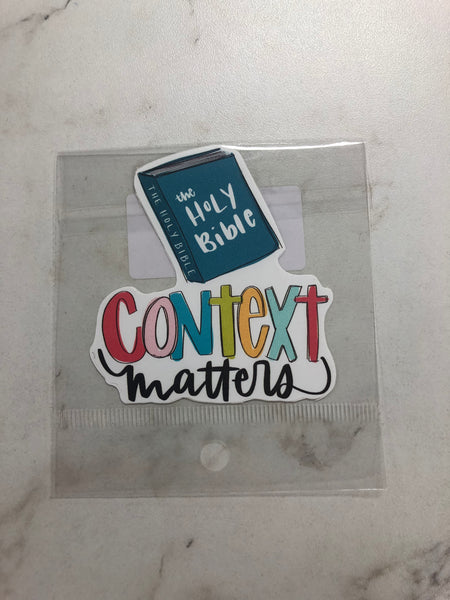 THE HOLY BIBLE
the
HOLY
Bible
CONTEXT
matters